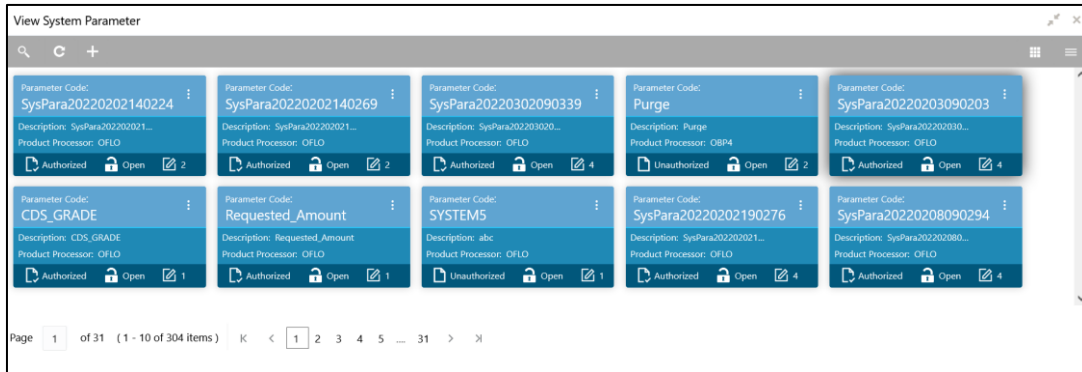 View System Parameter
Parameter Code:
SysPara20220202140224
Description: SysPara202202021...
Product Processor: OFLO
Authorized Open 2
Parameter Code:
SysPara20220202140269
Description: SysPara202202021...
Product Processor: OFLO
Authorized Open 2
Parameter Code:
SysPara20220302090339
Description: SysPara202203020...
Product Processor: OFLO
Authorized Open 4
Parameter Code:
Purge
Description: Purge
Product Processor: OBP4
Unauthorized Open 2
Parameter Code:
SysPara20220203090203
Description: SysPara202202030...
Product Processor: OFLO
Authorized Open 4
Parameter Code:
CDS_GRADE
Description: CDS_GRADE
Product Processor: OFLO
Authorized Open 1
Parameter Code:
Requested_Amount
Description: Requested_Amount
Product Processor: OFLO
Authorized Open 1
Parameter Code:
SYSTEM5
Description: abc
Product Processor: OFLO
Unauthorized Open 1
Parameter Code:
SysPara20220202190276
Description: SysPara202202021...
Product Processor: OFLO
Authorized Open 4
Parameter Code:
SysPara20220208090294
Description: SysPara202202080...
Product Processor: OFLO
Authorized Open 4
Page 1 of 31 (1 - 10 of 304 items) 1 2 3 4 5 ... 31